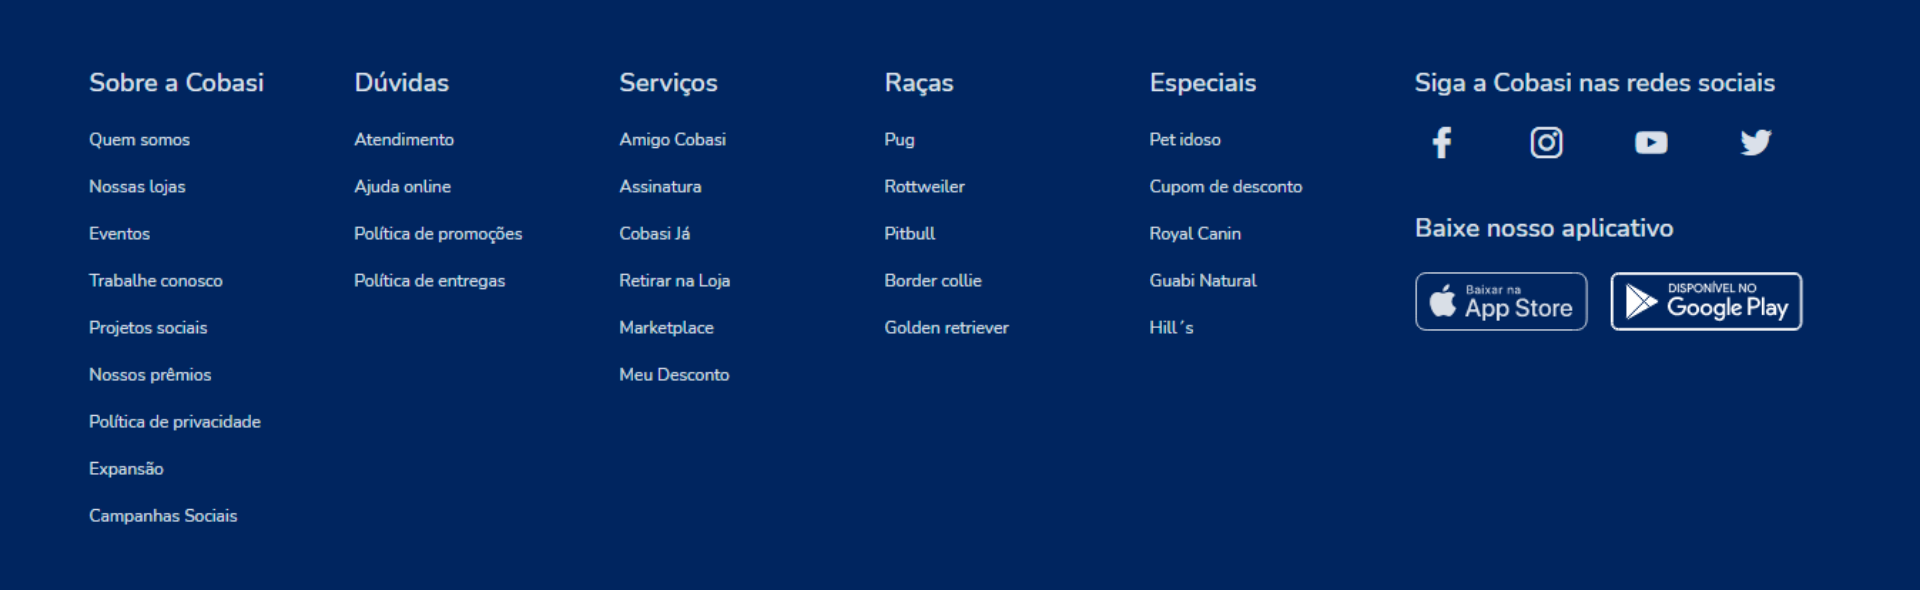 Sobre a Cobasi
Quem somos
Nossas lojas
Eventos
Trabalhe conosco
Projetos sociais
Nossos prêmios
Política de privacidade
Expansão
Campanhas Sociais
Dúvidas
Atendimento
Ajuda online
Política de promoções
Política de entregas
Serviços
Amigo Cobasi
Assinatura
Cobasi Já
Retirar na Loja
Marketplace
Meu Desconto
Raças
Pug
Rottweiler
Pitbull
Border collie
Golden retriever
Especiais
Pet idoso
Cupom de desconto
Royal Canin
Guabi Natural
Hill´s
Siga a Cobasi nas redes sociais
Baixe nosso aplicativo
Baixar na
App Store
DISPONÍVEL NO
Google Play